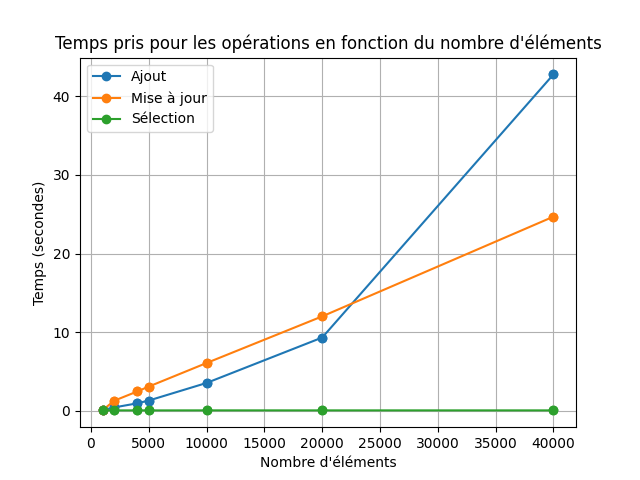 Temps pris pour les opérations en fonction du nombre d'éléments
Ajout
Mise à jour
Sélection
40
30
20
10
0
Temps (secondes)
0 5000 10000 15000 20000 25000 30000 35000 40000
Nombre d'éléments